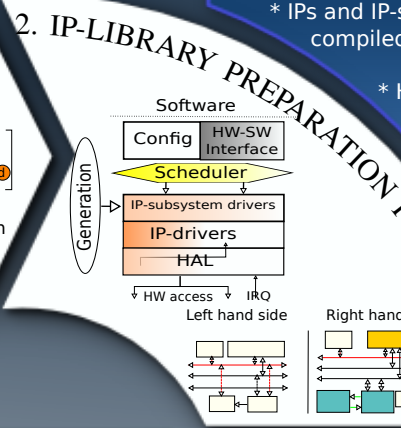 * IPs and IP-s
compiled
* H
2. IP-LIBRARY PREPARATION
Software
Config
HW-SW
Interface
Scheduler
Generation
IP-subsystem drivers
IP-drivers
HAL
HW access
IRQ
Left hand side
Right hand
d
n